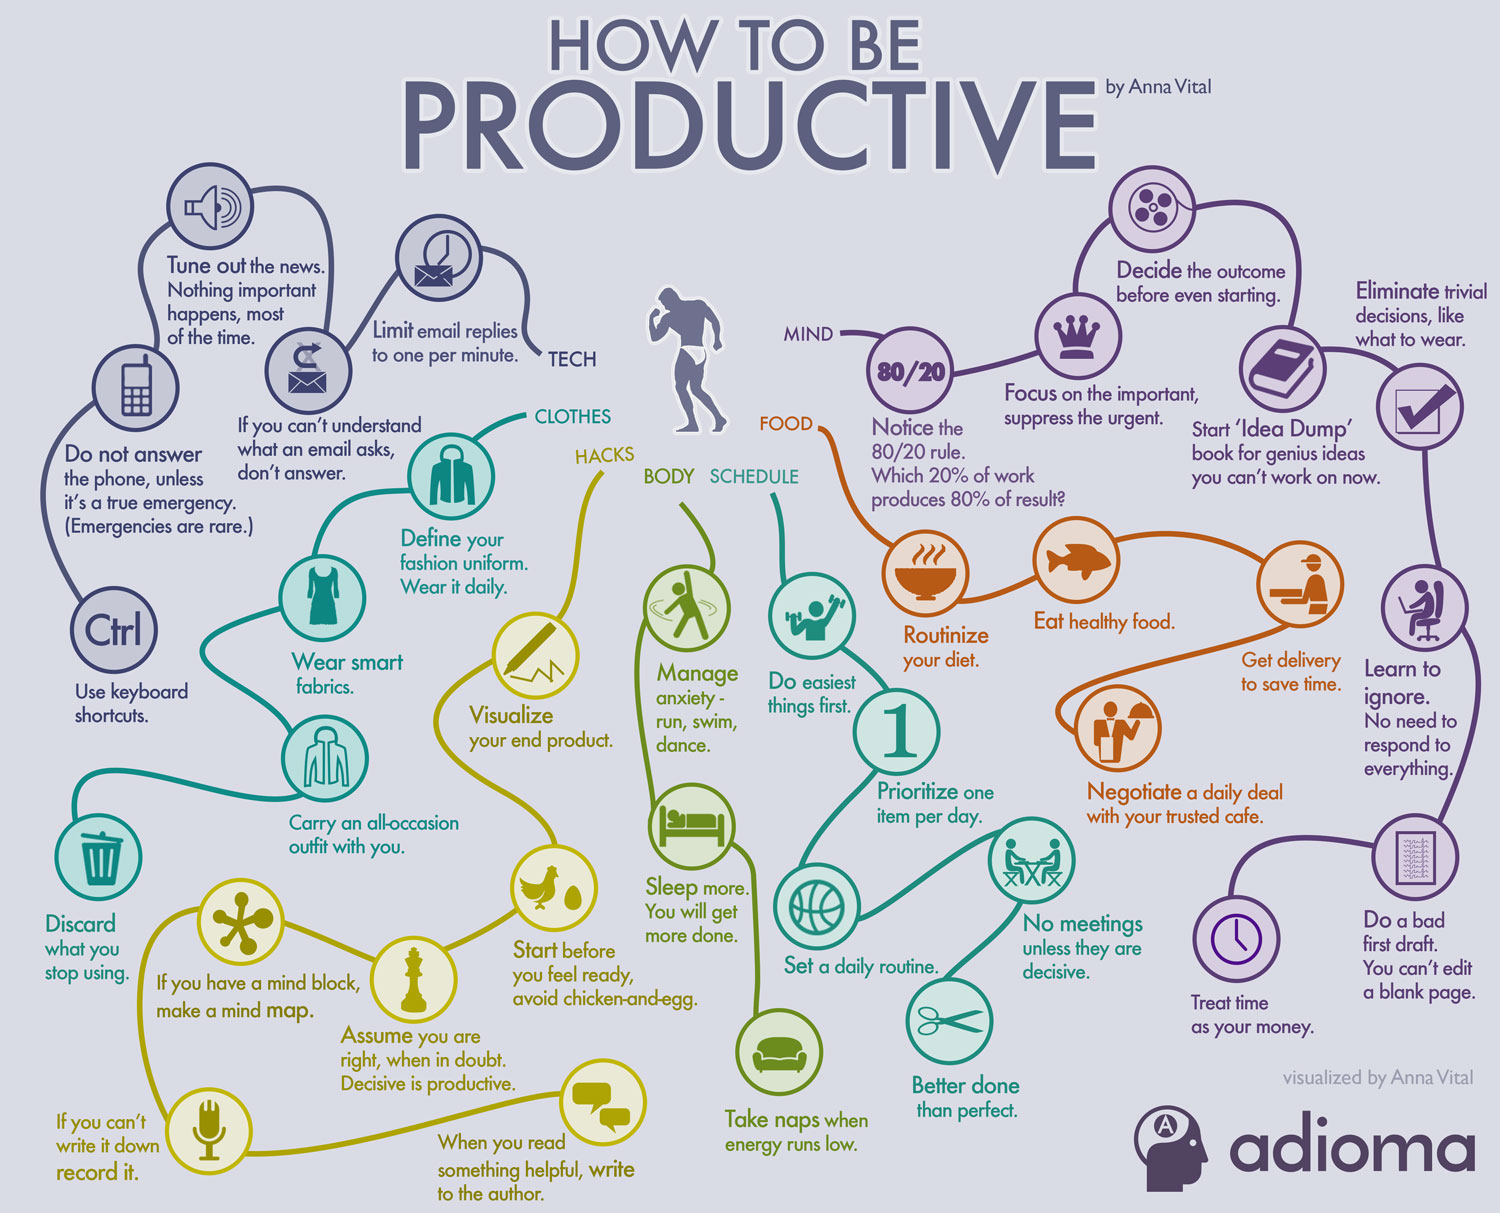 HOW TO BE
PRODUCTIVE
by Anna Vital
TECH
Limit email replies
to one per minute.
If you can't understand
what an email asks,
don't answer.
Tune out the news.
Nothing important
happens, most
of the time.
Do not answer
the phone, unless
it's a true emergency.
(Emergencies are rare.)
Ctrl
Use keyboard
shortcuts.
CLOTHES
Define your
fashion uniform.
Wear it daily.
Wear smart
fabrics.
Carry an all-occasion
outfit with you.
Discard
what you
stop using.
HACKS
Visualize
your end product.
Start before
you feel ready,
avoid chicken-and-egg.
Assume you are
right, when in doubt.
Decisive is productive.
If you have a mind block,
make a mind map.
If you can't
write it down
record it.
When you read
something helpful, write
to the author.
BODY
Manage
anxiety -
run, swim,
dance.
Sleep more.
You will get
more done.
Take naps when
energy runs low.
SCHEDULE
Do easiest
things first.
1
Prioritize one
item per day.
Set a daily routine.
No meetings
unless they are
decisive.
Better done
than perfect.
FOOD
Routinize
your diet.
Eat healthy food.
Get delivery
to save time.
Negotiate a daily deal
with your trusted cafe.
MIND
80/20
Notice the
80/20 rule.
Which 20% of work
produces 80% of result?
Focus on the important,
suppress the urgent.
Decide the outcome
before even starting.
Start 'Idea Dump'
book for genius ideas
you can't work on now.
Eliminate trivial
decisions, like
what to wear.
Learn to
ignore.
No need to
respond to
everything.
Do a bad
first draft.
You can't edit
a blank page.
Treat time
as your money.
visualized by Anna Vital
A
adioma